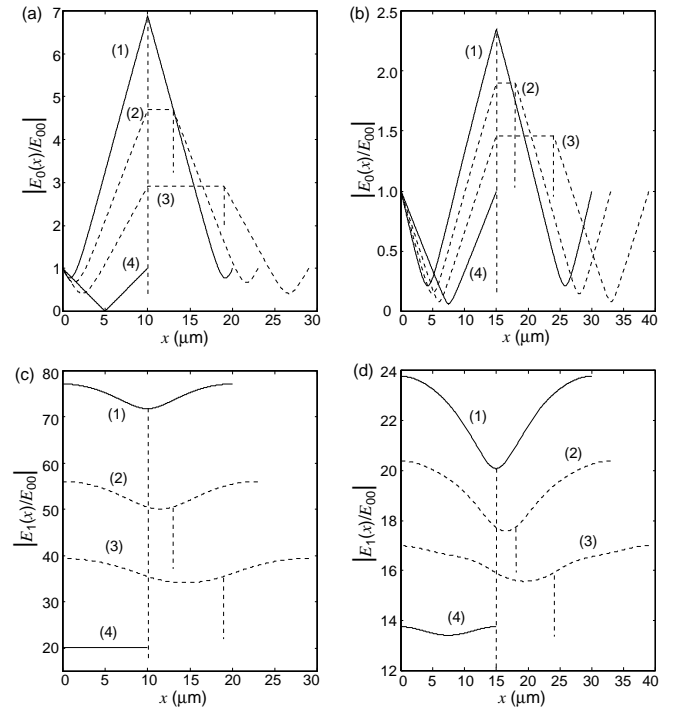 (a)
7
6
5
4
3
2
1
0
(1)
(2)
(3)
(4)
|E₀(x)/E₀₀|
0 5 10 15 20 25 30
x (μm)
(b)
2.5
2.0
1.5
1.0
0.5
0.0
(1)
(2)
(3)
(4)
|E₀(x)/E₀₀|
0 5 10 15 20 25 30 35 40
x (μm)
(c)
80
70
60
50
40
30
20
(1)
(2)
(3)
(4)
|E₁(x)/E₀₀|
0 10 20 30
x (μm)
(d)
24
22
20
18
16
14
12
(1)
(2)
(3)
(4)
|E₁(x)/E₀₀|
0 5 10 15 20 25 30 35 40
x (μm)